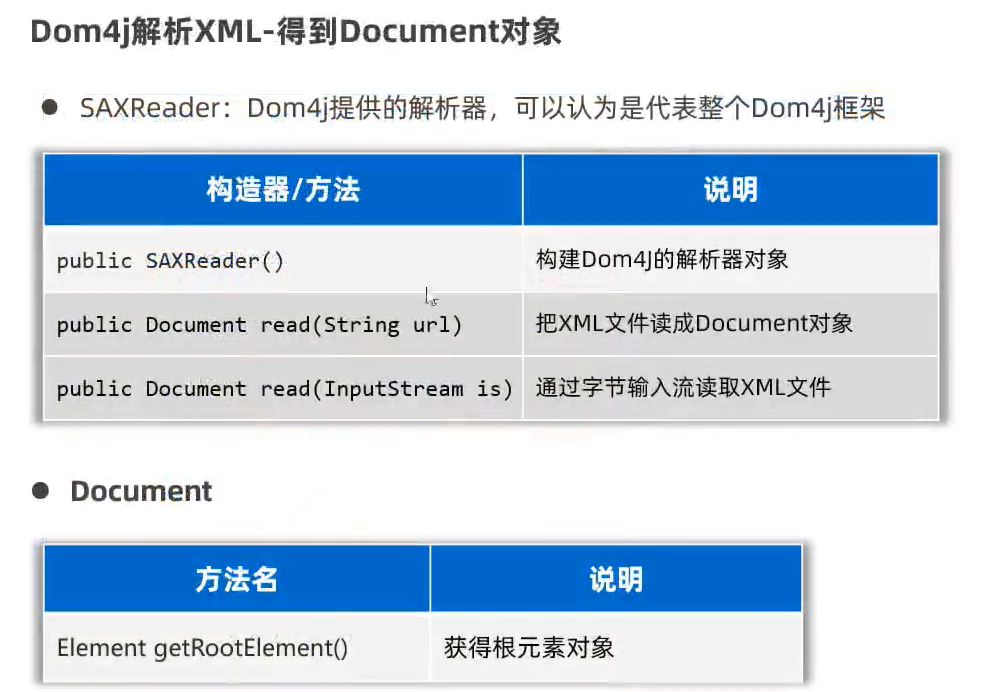 Dom4j解析XML-得到Document对象
● SAXReader：Dom4j提供的解析器，可以认为是代表整个Dom4j框架
构造器/方法 说明
public SAXReader() 构建Dom4J的解析器对象
public Document read(String url) 把XML文件读成Document对象
public Document read(InputStream is) 通过字节输入流读取XML文件
● Document
方法名 说明
Element getRootElement() 获得根元素对象